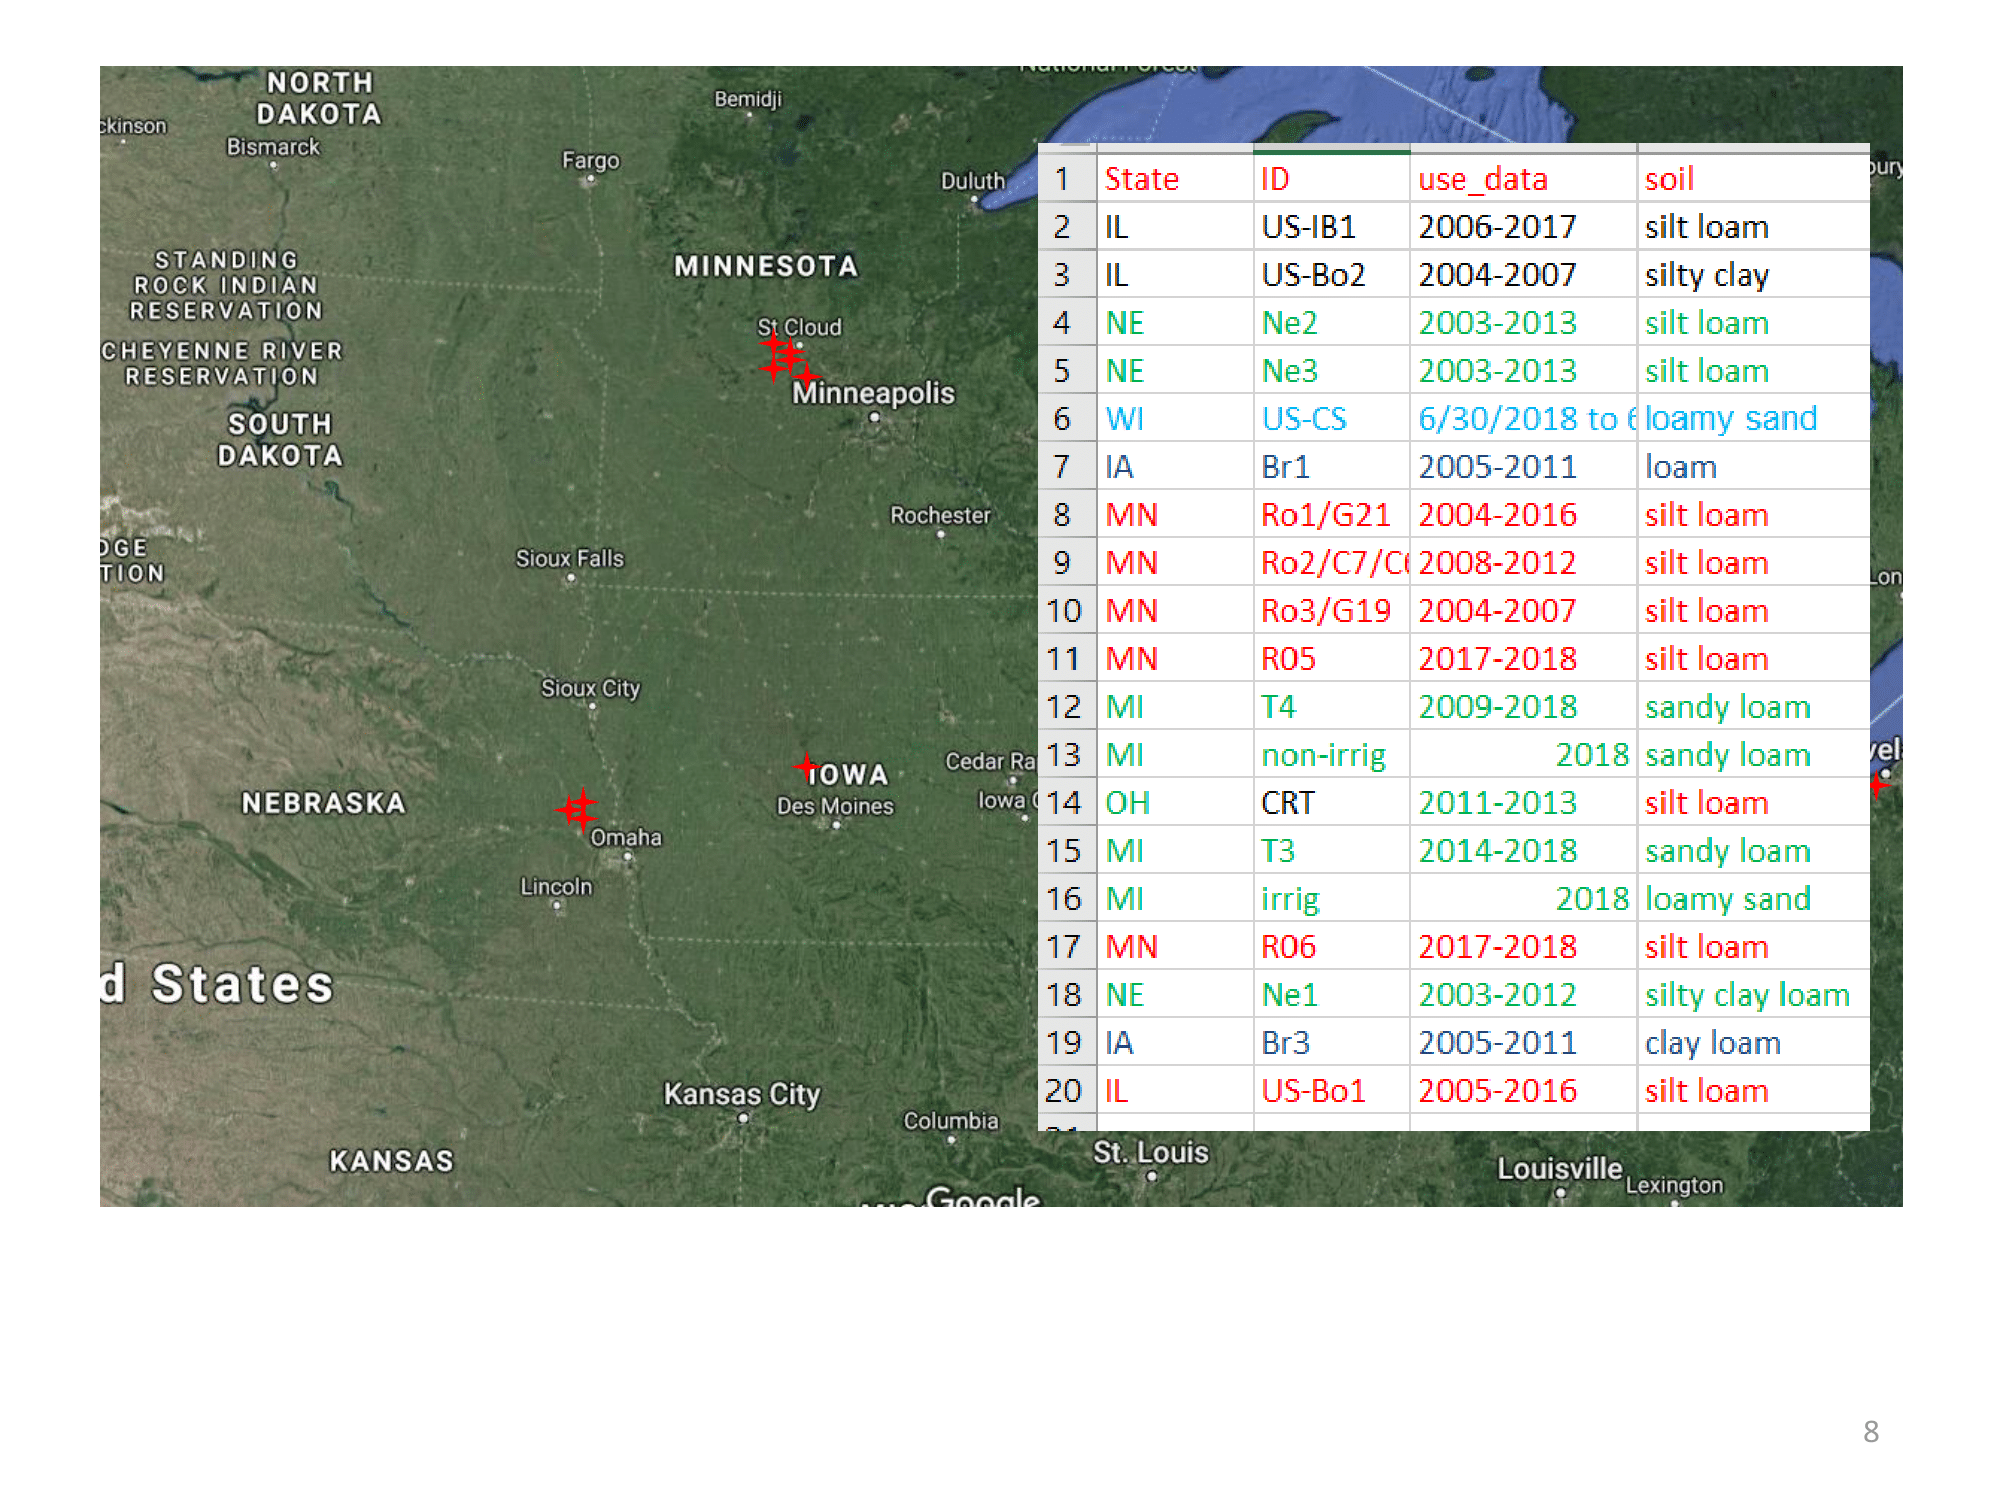 NORTH
DAKOTA
Bemidji
ckinson
Bismarck
Fargo
Duluth
STANDING
ROCK INDIAN
RESERVATION
MINNESOTA
St Cloud
CHEYENNE RIVER
RESERVATION
Minneapolis
SOUTH
DAKOTA
Rochester
Sioux Falls
Sioux City
IOWA
Cedar Ra
NEBRASKA
Des Moines
Iowa
Omaha
Lincoln
d States
Kansas City
Columbia
KANSAS
St. Louis
Louisville
Lexington
Google
1 State ID use_data soil
2 IL US-IB1 2006-2017 silt loam
3 IL US-Bo2 2004-2007 silty clay
4 NE Ne2 2003-2013 silt loam
5 NE Ne3 2003-2013 silt loam
6 WI US-CS 6/30/2018 to loamy sand
7 IA Br1 2005-2011 loam
8 MN Ro1/G21 2004-2016 silt loam
9 MN Ro2/C7/C 2008-2012 silt loam
10 MN Ro3/G19 2004-2007 silt loam
11 MN R05 2017-2018 silt loam
12 MI T4 2009-2018 sandy loam
13 MI non-irrig 2018 sandy loam
14 OH CRT 2011-2013 silt loam
15 MI T3 2014-2018 sandy loam
16 MI irrig 2018 loamy sand
17 MN R06 2017-2018 silt loam
18 NE Ne1 2003-2012 silty clay loam
19 IA Br3 2005-2011 clay loam
20 IL US-Bo1 2005-2016 silt loam
8